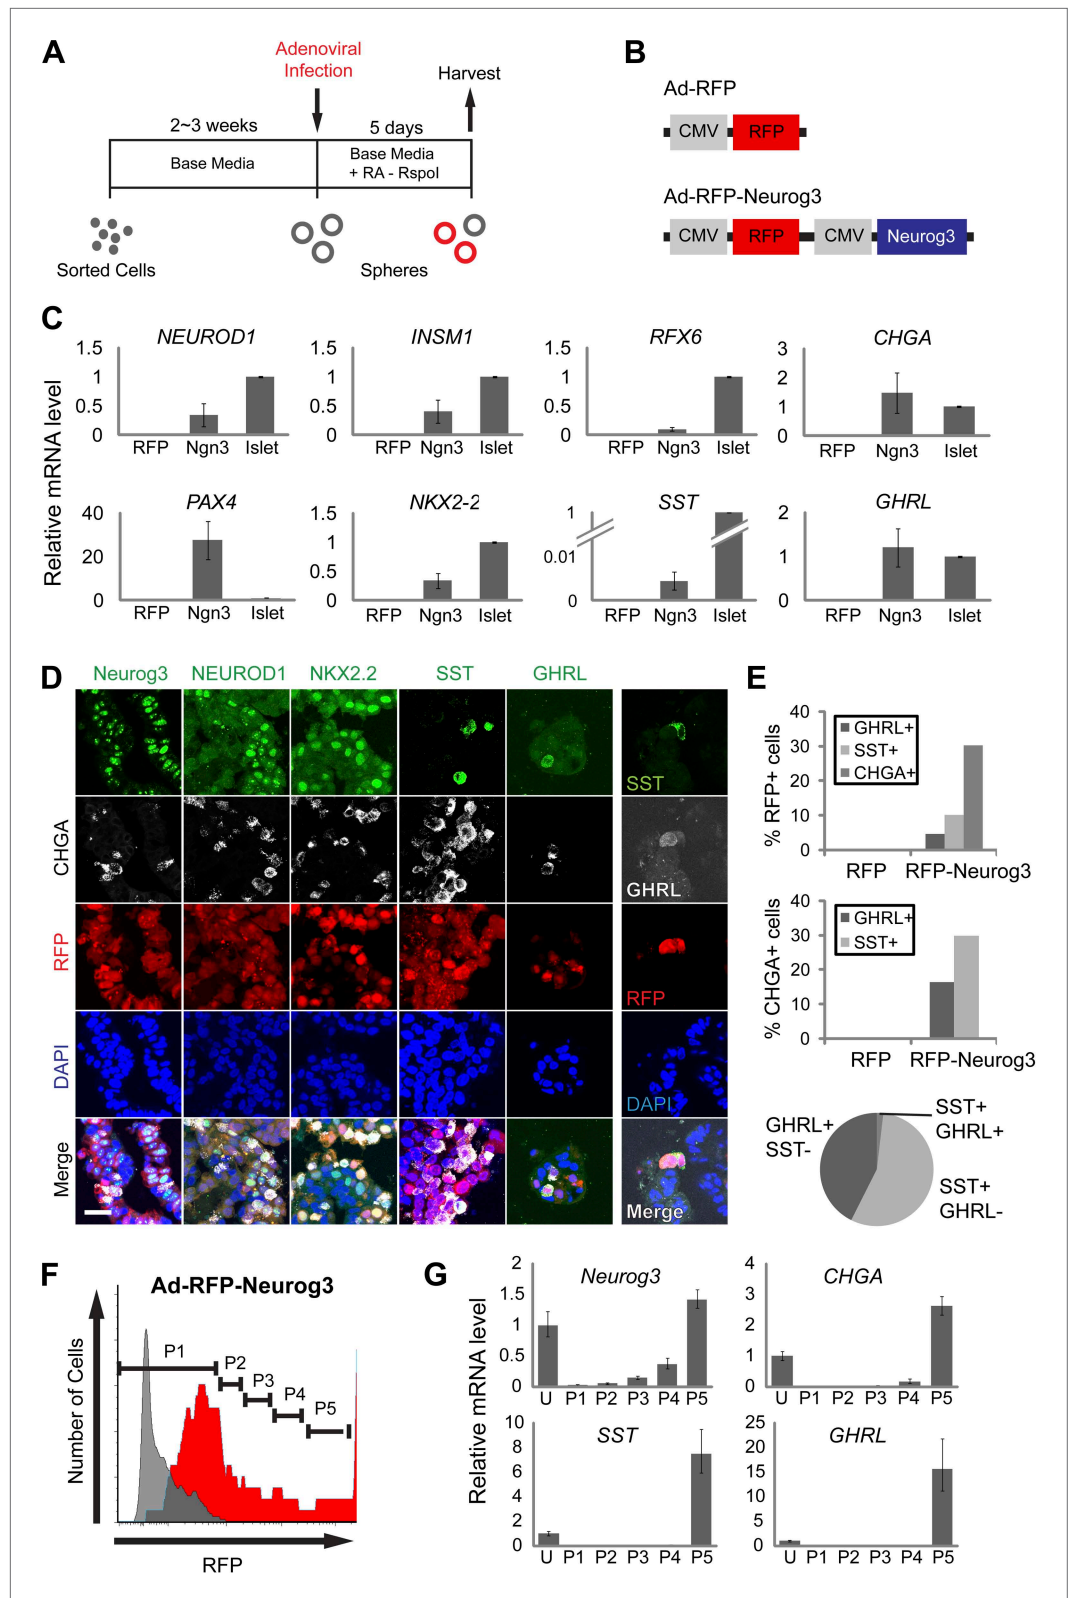 A
Adenoviral
Infection
Harvest
2~3 weeks
5 days
Base Media
Base Media
+ RA - RspoI
Sorted Cells
Spheres
B
Ad-RFP
CMV RFP
Ad-RFP-Neurog3
CMV RFP CMV Neurog3
C
Relative mRNA level
NEUROD1
1.5
1
0.5
0
RFP Ngn3 Islet
INSM1
1.5
1
0.5
0
RFP Ngn3 Islet
RFX6
1.5
1
0.5
0
RFP Ngn3 Islet
CHGA
3
2
1
0
RFP Ngn3 Islet
PAX4
40
20
0
RFP Ngn3 Islet
NKX2-2
1.5
1
0.5
0
RFP Ngn3 Islet
SST
1
0.01
0
RFP Ngn3 Islet
GHRL
2
1
0
RFP Ngn3 Islet
D
Neurog3 NEUROD1 NKX2.2 SST GHRL
CHGA
RFP
DAPI
Merge
SST
GHRL
RFP
DAPI
Merge
E
% RFP+ cells
40
30
20
10
0
GHRL+
SST+
CHGA+
RFP RFP-Neurog3
% CHGA+ cells
40
30
20
10
0
GHRL+
SST+
RFP RFP-Neurog3
GHRL+
SST-
SST+
GHRL+
SST+
GHRL-
F
Ad-RFP-Neurog3
Number of Cells
P1
P2
P3
P4
P5
RFP
G
Relative mRNA level
Neurog3
2
1.5
1
0.5
0
U P1 P2 P3 P4 P5
CHGA
4
3
2
1
0
U P1 P2 P3 P4 P5
SST
10
8
6
4
2
0
U P1 P2 P3 P4 P5
GHRL
25
20
15
10
5
0
U P1 P2 P3 P4 P5